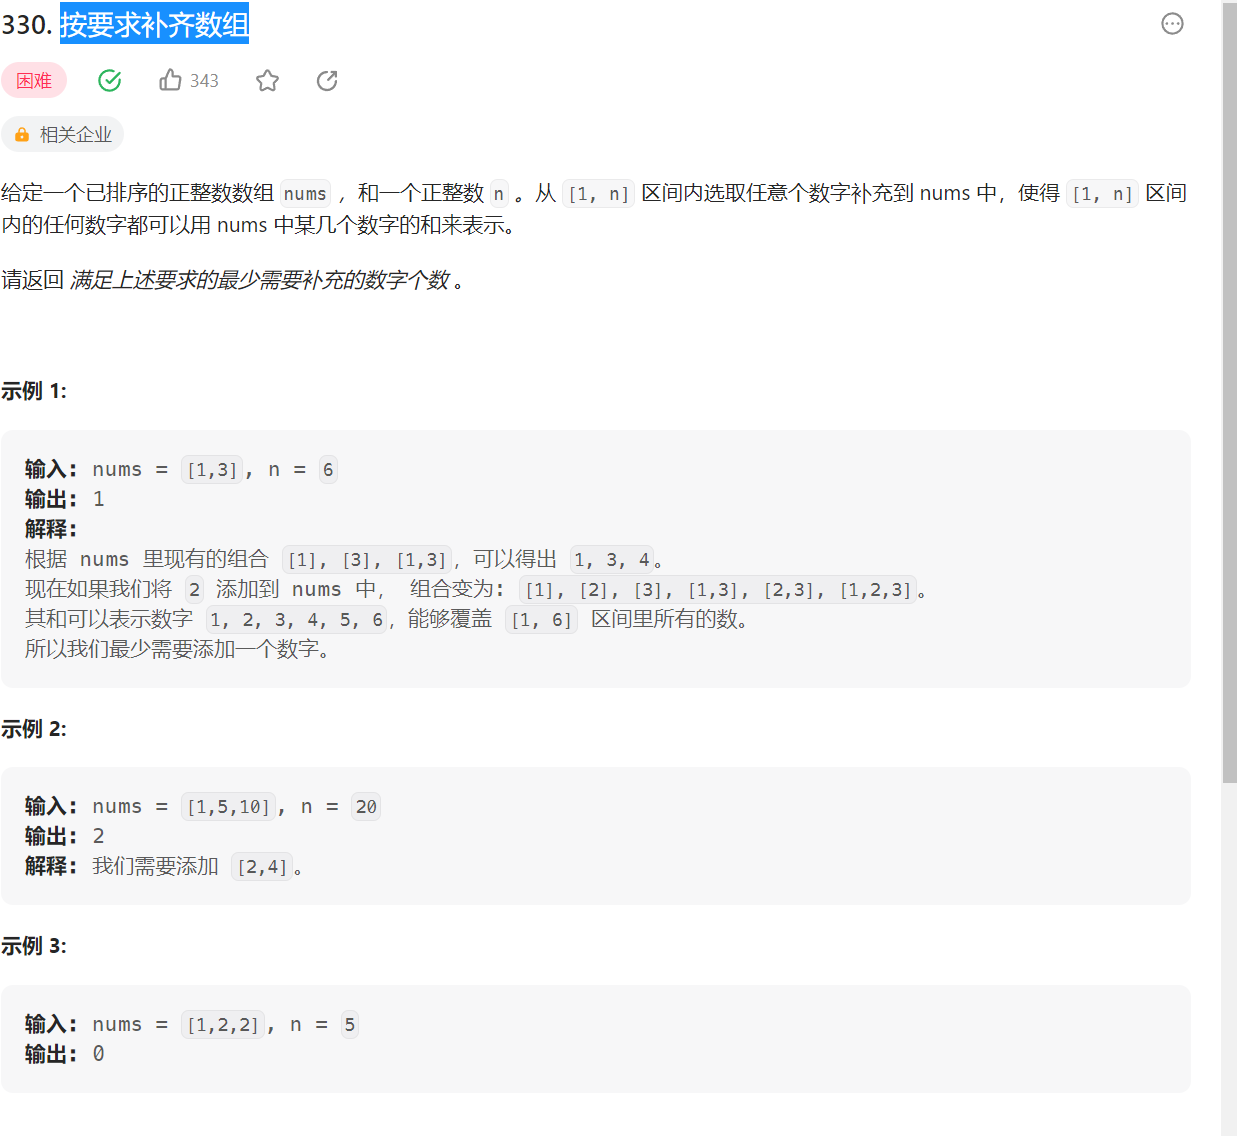 330. 按要求补齐数组
困难 343
相关企业
给定一个已排序的正整数数组 nums ，和一个正整数 n 。从 [1, n] 区间内选取任意个数字补充到 nums 中，使得 [1, n] 区间
内的任何数字都可以用 nums 中某几个数字的和来表示。
请返回 满足上述要求的最少需要补充的数字个数 。
示例 1:
输入: nums = [1,3], n = 6
输出: 1
解释:
根据 nums 里现有的组合 [1], [3], [1,3]，可以得出 1, 3, 4。
现在如果我们将 2 添加到 nums 中， 组合变为: [1], [2], [3], [1,3], [2,3], [1,2,3]。
其和可以表示数字 1, 2, 3, 4, 5, 6，能够覆盖 [1, 6] 区间里所有的数。
所以我们最少需要添加一个数字。
示例 2:
输入: nums = [1,5,10], n = 20
输出: 2
解释: 我们需要添加 [2,4]。
示例 3:
输入: nums = [1,2,2], n = 5
输出: 0